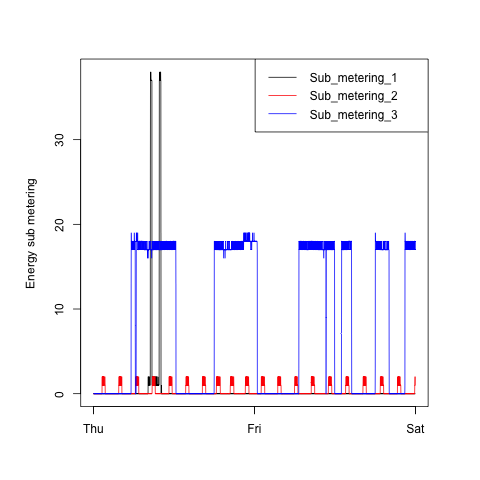 Sub_metering_1
Sub_metering_2
Sub_metering_3
Energy sub metering
30
20
10
0
Thu Fri Sat